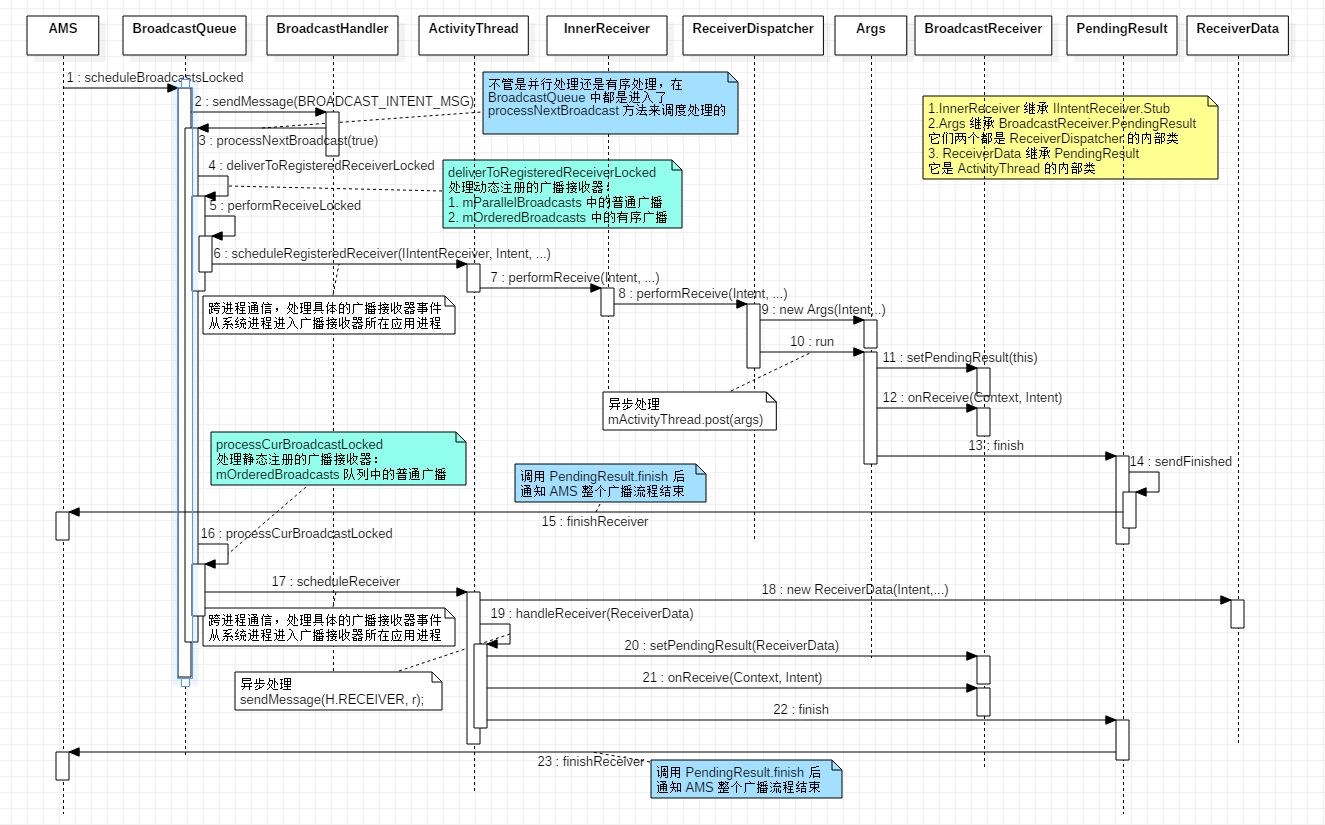 AMS
BroadcastQueue
BroadcastHandler
ActivityThread
InnerReceiver
ReceiverDispatcher
Args
BroadcastReceiver
PendingResult
ReceiverData
1 : scheduleBroadcastsLocked
不管是并行处理还是有序处理，在
BroadcastQueue 中都是进入了
processNextBroadcast 方法来调度处理的
2 : sendMessage(BROADCAST_INTENT_MSG)
1.InnerReceiver 继承 IIntentReceiver.Stub
2.Args 继承 BroadcastReceiver.PendingResult
它们两个都是 ReceiverDispatcher 的内部类
3. ReceiverData 继承 PendingResult
它是 ActivityThread 的内部类
3 : processNextBroadcast(true)
4 : deliverToRegisteredReceiverLocked
deliverToRegisteredReceiverLocked
处理动态注册的广播接收器：
1. mParallelBroadcasts 中的普通广播
2. mOrderedBroadcasts 中的有序广播
5 : performReceiveLocked
6 : scheduleRegisteredReceiver(IIntentReceiver, Intent, ...)
7 : performReceive(Intent, ...)
8 : performReceive(Intent, ...)
跨进程通信，处理具体的广播接收器事件
从系统进程进入广播接收器所在应用进程
9 : new Args(Intent,..)
10 : run
11 : setPendingResult(this)
异步处理
mActivityThread.post(args)
12 : onReceive(Context, Intent)
processCurBroadcastLocked
处理静态注册的广播接收器：
mOrderedBroadcasts 队列中的普通广播
13 : finish
14 : sendFinished
调用 PendingResult.finish 后
通知 AMS 整个广播流程结束
15 : finishReceiver
16 : processCurBroadcastLocked
17 : scheduleReceiver
18 : new ReceiverData(Intent,...)
跨进程通信，处理具体的广播接收器事件
从系统进程进入广播接收器所在应用进程
19 : handleReceiver(ReceiverData)
20 : setPendingResult(ReceiverData)
异步处理
sendMessage(H.RECEIVER, r);
21 : onReceive(Context, Intent)
22 : finish
23 : finishReceiver
调用 PendingResult.finish 后
通知 AMS 整个广播流程结束